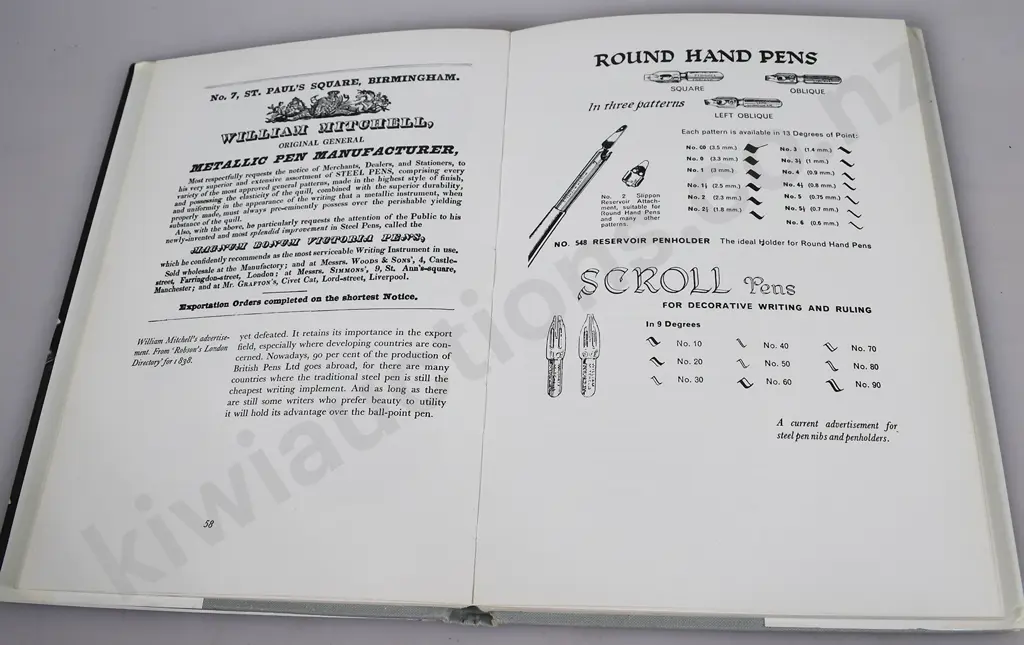 No. 7, ST. PAUL'S SQUARE, BIRMINGHAM.
WILLIAM MITCHELL,
ORIGINAL GENERAL
METALLIC PEN MANUFACTURER,
Most respectfully requests the notice of Merchants, Dealers, and Stationers, to
his very superior and extensive assortment of STEEL PENS, comprising every
variety of the most approved general patterns, made in the highest style of finish,
and possessing the elasticity of the quill, combined with the superior durability,
and uniformity in the appearance of the writing that a metallic instrument, when
properly made, must always pre-eminently possess over the perishable yielding
substance of the quill.
Also, with the above, he particularly requests the attention of the Public to his
newly-invented and most splendid improvement in Steel Pens, called the
MAGNUM BONUM VICTORIA PENS,
which he confidently recommends as the most serviceable Writing Instrument in use.
Sold wholesale at the Manufactory; and at Messrs. WOODS & SONS', 4, Castle-
street, Farringdon-street, London; at Messrs. SIMMONS', 9, St. Ann's-square,
Manchester; and at Mr. GRAFTON'S, Civet Cat, Lord-street, Liverpool.
Exportation Orders completed on the shortest Notice.
William Mitchell's advertise-
ment. From 'Robson's London
Directory' for 1838.
yet defeated. It retains its importance in the export
field, especially where developing countries are con-
cerned. Nowadays, 90 per cent of the production of
British Pens Ltd goes abroad, for there are many
countries where the traditional steel pen is still the
cheapest writing implement. And as long as there
are still some writers who prefer beauty to utility
it will hold its advantage over the ball-point pen.
58
ROUND HAND PENS
SQUARE
OBLIQUE
In three patterns
LEFT OBLIQUE
Each pattern is available in 13 Degrees of Point:
No. 00 (3.5 mm.)
No. 0 (3.3 mm.)
No. 1 (3 mm.)
No. 1½ (2.5 mm.)
No. 2 (2.3 mm.)
No. 2½ (1.8 mm.)
No. 3 (1.4 mm.)
No. 3½ (1 mm.)
No. 4 (0.9 mm.)
No. 4½ (0.8 mm.)
No. 5 (0.75 mm.)
No. 5½ (0.7 mm.)
No. 6 (0.6 mm.)
No. 2 Slippon
Reservoir Attach-
ment, suitable for
Round Hand Pens
and many other
patterns.
NO. 548 RESERVOIR PENHOLDER The ideal Holder for Round Hand Pens
SCROLL Pens
FOR DECORATIVE WRITING AND RULING
In 9 Degrees
No. 10
No. 20
No. 30
No. 40
No. 50
No. 60
No. 70
No. 80
No. 90
A current advertisement for
steel pen nibs and penholders.